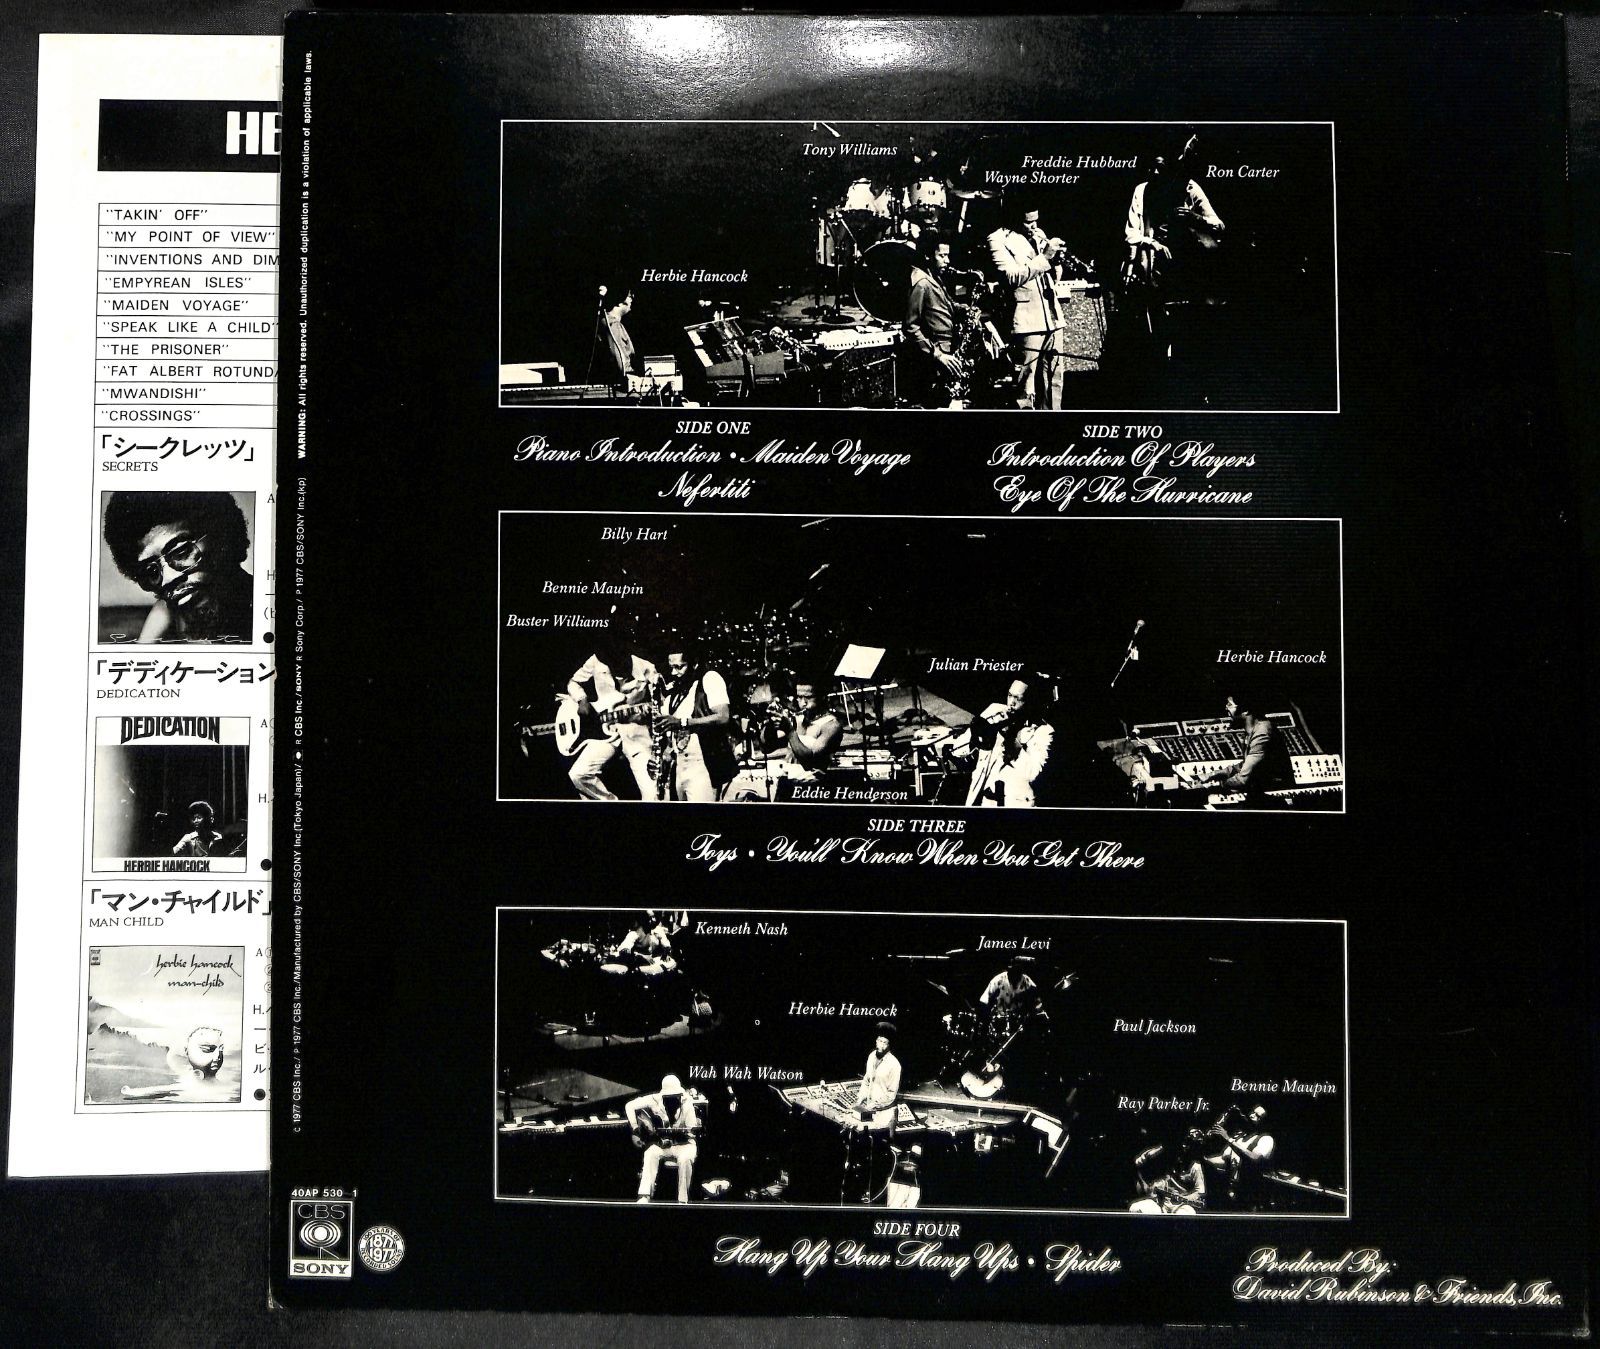 HE
"TAKIN' OFF"
"MY POINT OF VIEW"
"INVENTIONS AND DIM
"EMPYREAN ISLES"
"MAIDEN VOYAGE"
"SPEAK LIKE A CHILD"
"THE PRISONER"
"FAT ALBERT ROTUNDA
"MWANDISHI"
"CROSSINGS"
「シークレッツ」
SECRETS
「デディケーション
DEDICATION
DEDICATION
HERBIE HANCOCK
「マン・チャイルド」
MAN CHILD
herbie hancock
man-child
WARNING: All rights reserved. Unauthorized duplication is a violation of applicable laws.
© 1977 CBS Inc./ ℗ 1977 CBS Inc./Manufactured by CBS/SONY Inc.(Tokyo Japan)/ ® CBS Inc./SONY ® Sony Corp./ ℗ 1977 CBS/SONY Inc.(kp)
40AP 530 1
CBS
SONY
1877
1977
Tony Williams
Freddie Hubbard
Wayne Shorter
Ron Carter
Herbie Hancock
SIDE ONE
Piano Introduction • Maiden Voyage
Nefertiti
SIDE TWO
Introduction Of Players
Eye Of The Hurricane
Billy Hart
Bennie Maupin
Buster Williams
Julian Priester
Herbie Hancock
Eddie Henderson
SIDE THREE
Toys • You'll Know When You Get There
Kenneth Nash
James Levi
Herbie Hancock
Paul Jackson
Wah Wah Watson
Bennie Maupin
Ray Parker Jr.
SIDE FOUR
Hang Up Your Hang Ups • Spider
Produced By:
David Rubinson & Friends, Inc.